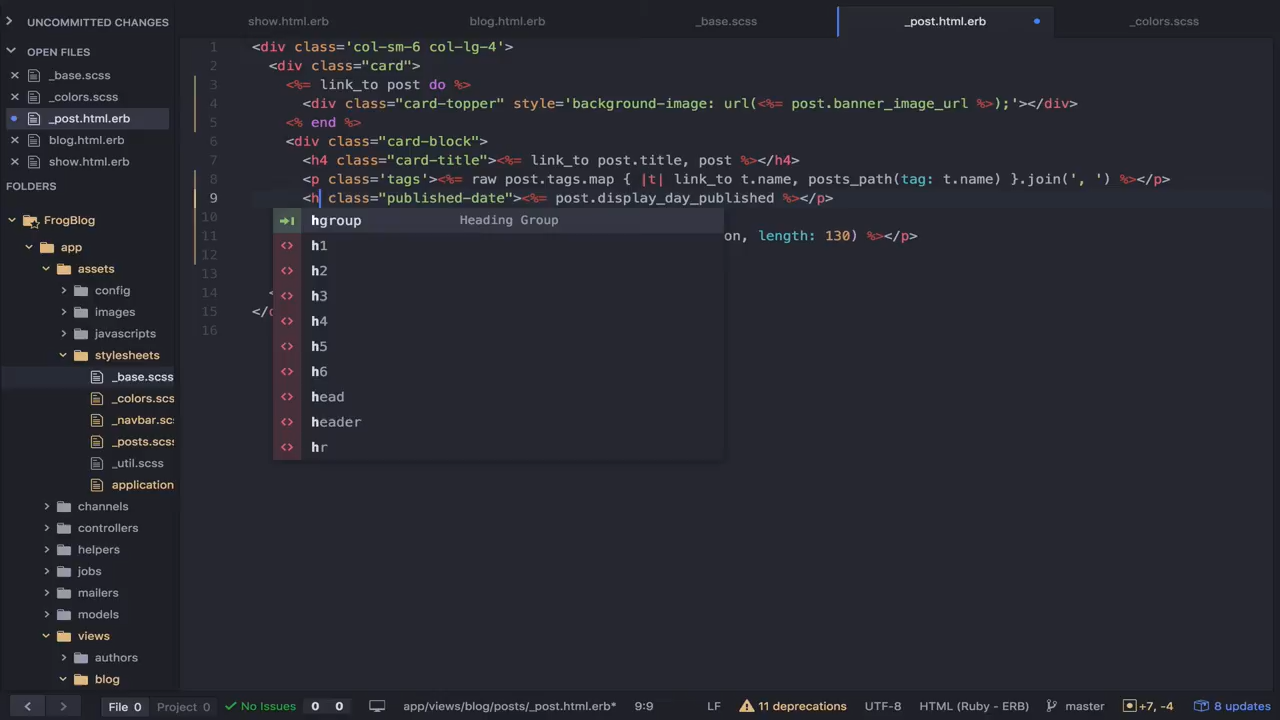 UNCOMMITTED CHANGES
OPEN FILES
_base.scss
_colors.scss
_post.html.erb
blog.html.erb
show.html.erb
FOLDERS
FrogBlog
app
assets
config
images
javascripts
stylesheets
_base.scss
_colors.scs
_navbar.sc
_posts.scss
_util.scss
application
channels
controllers
helpers
jobs
mailers
models
views
authors
blog
show.html.erb blog.html.erb _base.scss _post.html.erb _colors.scss
1 <div class='col-sm-6 col-lg-4'>
2 <div class="card">
3 <%= link_to post do %>
4 <div class="card-topper" style='background-image: url(<%= post.banner_image_url %>);'></div>
5 <% end %>
6 <div class="card-block">
7 <h4 class="card-title"><%= link_to post.title, post %></h4>
8 <p class='tags'><%= raw post.tags.map { |t| link_to t.name, posts_path(tag: t.name) }.join(', ') %></p>
9 <h class="published-date"><%= post.display_day_published %></p>
10
11 on, length: 130) %></p>
12
13
14 <
15 </
16
hgroup Heading Group
h1
h2
h3
h4
h5
h6
head
header
hr
File 0 Project 0 No Issues 0 0 app/views/blog/posts/_post.html.erb* 9:9 LF 11 deprecations UTF-8 HTML (Ruby - ERB) master +7, -4 8 updates